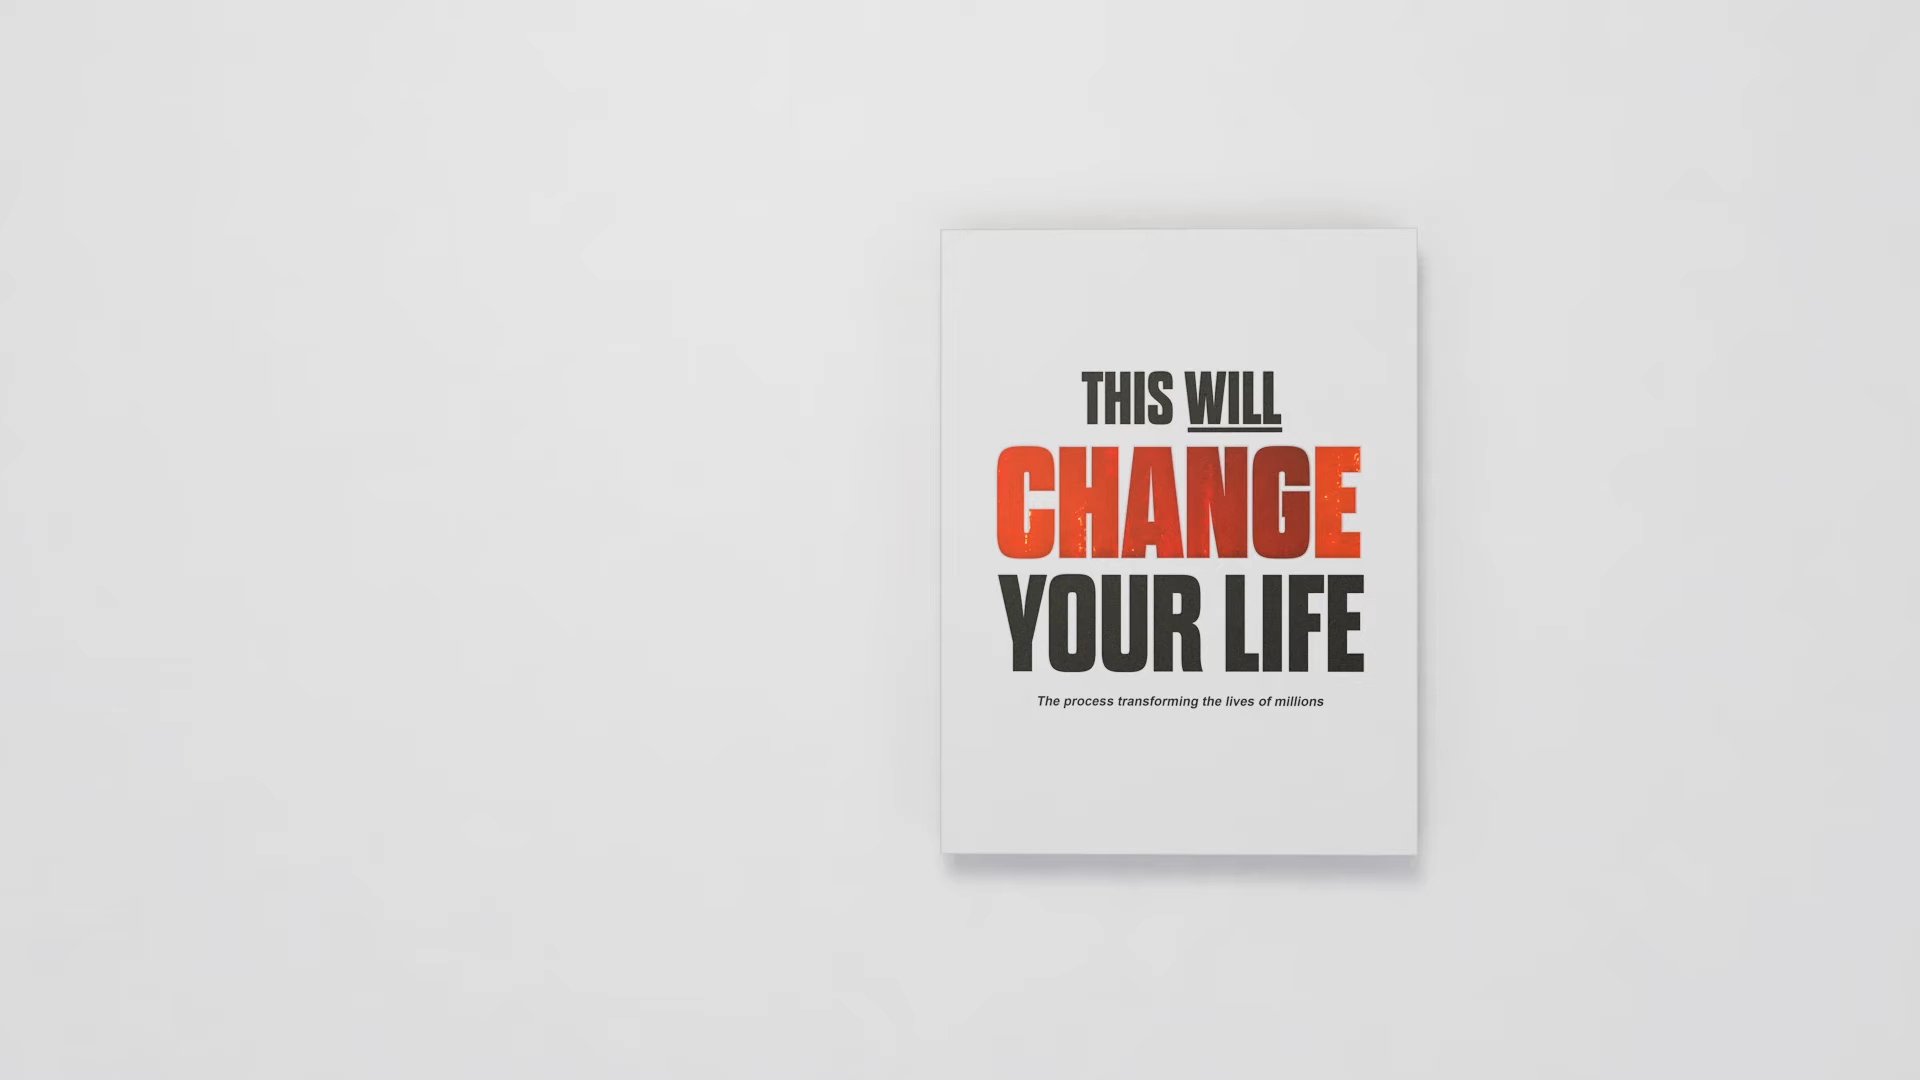 THIS WILL
CHANGE
YOUR LIFE
The process transforming the lives of millions